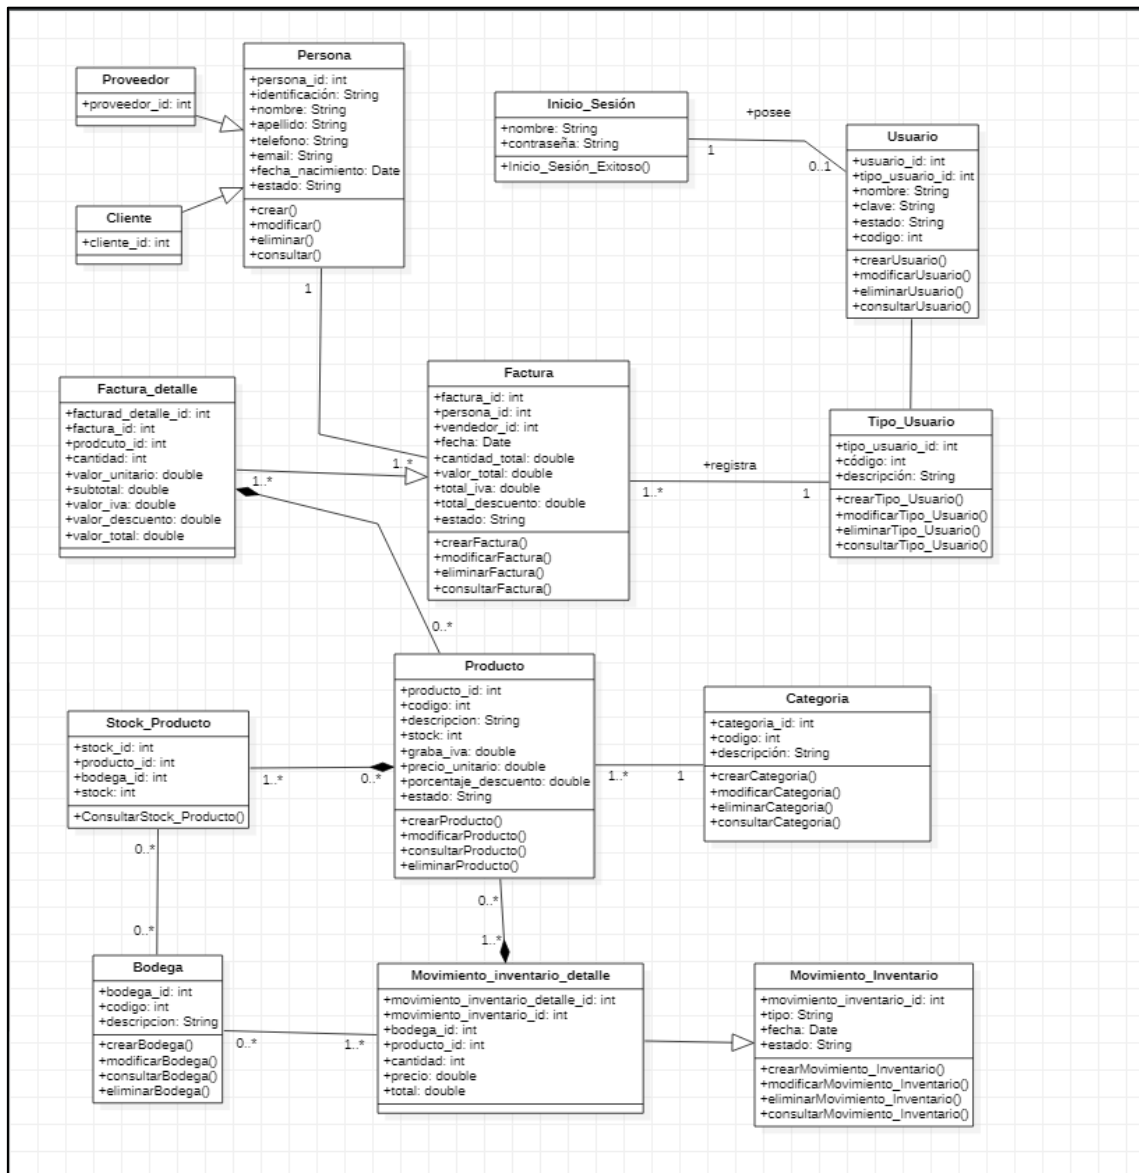 Persona
+persona_id: int
+identificación: String
+nombre: String
+apellido: String
+telefono: String
+email: String
+fecha_nacimiento: Date
+estado: String
+crear()
+modificar()
+eliminar()
+consultar()
Proveedor
+proveedor_id: int
Cliente
+cliente_id: int
Inicio_Sesión
+nombre: String
+contraseña: String
+Inicio_Sesión_Exitoso()
+posee
1
0..1
Usuario
+usuario_id: int
+tipo_usuario_id: int
+nombre: String
+clave: String
+estado: String
+codigo: int
+crearUsuario()
+modificarUsuario()
+eliminarUsuario()
+consultarUsuario()
1
1..*
Factura_detalle
+facturad_detalle_id: int
+factura_id: int
+prodcuto_id: int
+cantidad: int
+valor_unitario: double
+subtotal: double
+valor_iva: double
+valor_descuento: double
+valor_total: double
1..*
0..*
Factura
+factura_id: int
+persona_id: int
+vendedor_id: int
+fecha: Date
+cantidad_total: double
+valor_total: double
+total_iva: double
+total_descuento: double
+estado: String
+crearFactura()
+modificarFactura()
+eliminarFactura()
+consultarFactura()
+registra
1..*
1
Tipo_Usuario
+tipo_usuario_id: int
+código: int
+descripción: String
+crearTipo_Usuario()
+modificarTipo_Usuario()
+eliminarTipo_Usuario()
+consultarTipo_Usuario()
Producto
+producto_id: int
+codigo: int
+descripcion: String
+stock: int
+graba_iva: double
+precio_unitario: double
+porcentaje_descuento: double
+estado: String
+crearProducto()
+modificarProducto()
+consultarProducto()
+eliminarProducto()
Stock_Producto
+stock_id: int
+producto_id: int
+bodega_id: int
+stock: int
+ConsultarStock_Producto()
1..*
0..*
1..*
1
Categoria
+categoria_id: int
+codigo: int
+descripción: String
+crearCategoria()
+modificarCategoria()
+eliminarCategoria()
+consultarCategoria()
0..*
0..*
0..*
1..*
Bodega
+bodega_id: int
+codigo: int
+descripcion: String
+crearBodega()
+modificarBodega()
+consultarBodega()
+eliminarBodega()
0..*
1..*
Movimiento_inventario_detalle
+movimiento_inventario_detalle_id: int
+movimiento_inventario_id: int
+bodega_id: int
+producto_id: int
+cantidad: int
+precio: double
+total: double
Movimiento_Inventario
+movimiento_inventario_id: int
+tipo: String
+fecha: Date
+estado: String
+crearMovimiento_Inventario()
+modificarMovimiento_Inventario()
+eliminarMovimiento_Inventario()
+consultarMovimiento_Inventario()